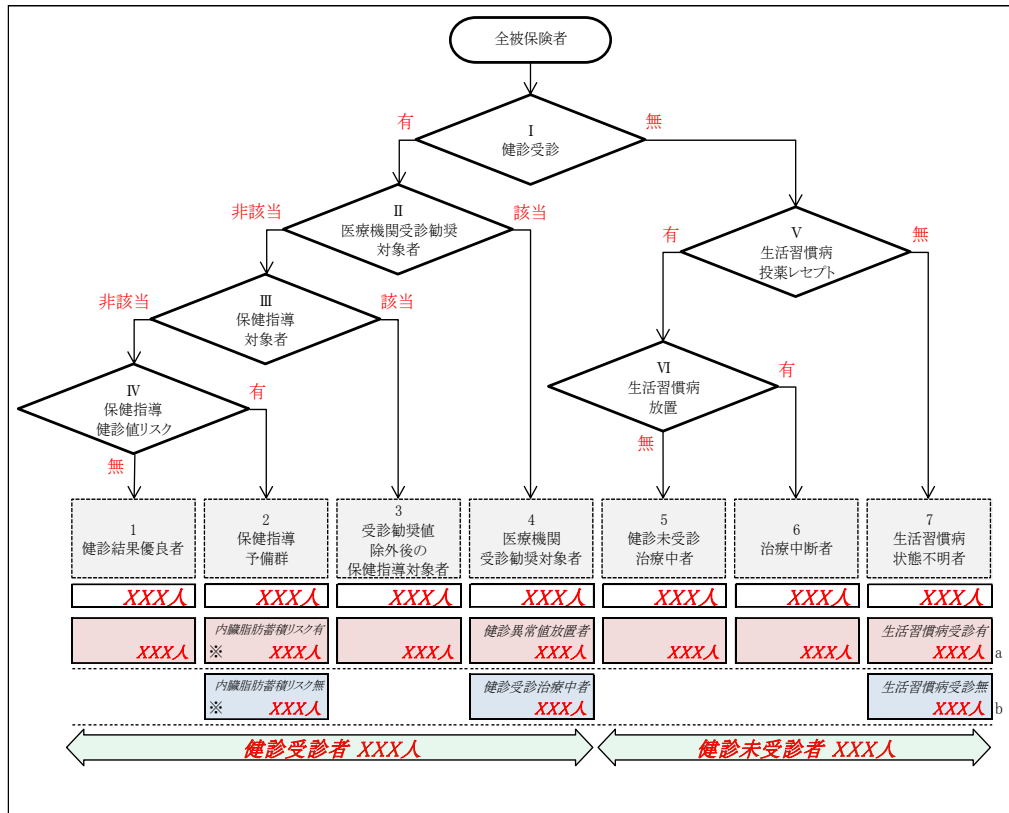 全被保険者
有
Ⅰ
健診受診
無
非該当
Ⅱ
医療機関受診勧奨
対象者
該当
有
Ⅴ
生活習慣病
投薬レセプト
無
非該当
Ⅲ
保健指導
対象者
該当
Ⅳ
保健指導
健診値リスク
有
無
Ⅵ
生活習慣病
放置
有
無
1
健診結果優良者
2
保健指導
予備群
3
受診勧奨値
除外後の
保健指導対象者
4
医療機関
受診勧奨対象者
5
健診未受診
治療中者
6
治療中断者
7
生活習慣病
状態不明者
XXX人 XXX人 XXX人 XXX人 XXX人 XXX人 XXX人
内臓脂肪蓄積リスク有 健診異常値放置者 生活習慣病受診有
XXX人 ※ XXX人 XXX人 XXX人 XXX人 XXX人 XXX人 a
内臓脂肪蓄積リスク無 健診受診治療中者 生活習慣病受診無
※ XXX人 XXX人 XXX人 b
健診受診者 XXX人 健診未受診者 XXX人